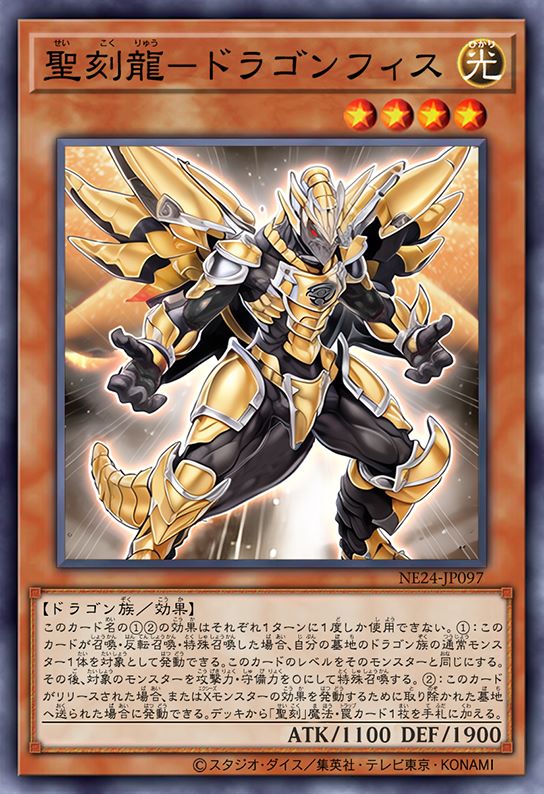 せい こく りゅう
聖刻龍－ドラゴンフィス
ひかり
光
NE24-JP097
【ドラゴン族／効果】
このカード名の①②の効果はそれぞれ1ターンに1度しか使用できない。①：この
カードが召喚・反転召喚・特殊召喚した場合、自分の墓地のドラゴン族の通常モンス
ター1体を対象として発動できる。このカードのレベルをそのモンスターと同じにする。
その後、対象のモンスターを攻撃力・守備力を0にして特殊召喚する。②：このカード
がリリースされた場合、またはXモンスターの効果を発動するために取り除かれ墓地
へ送られた場合に発動できる。デッキから「聖刻」魔法・罠カード1枚を手札に加える。
ATK/1100 DEF/1900
©スタジオ・ダイス／集英社・テレビ東京・KONAMI